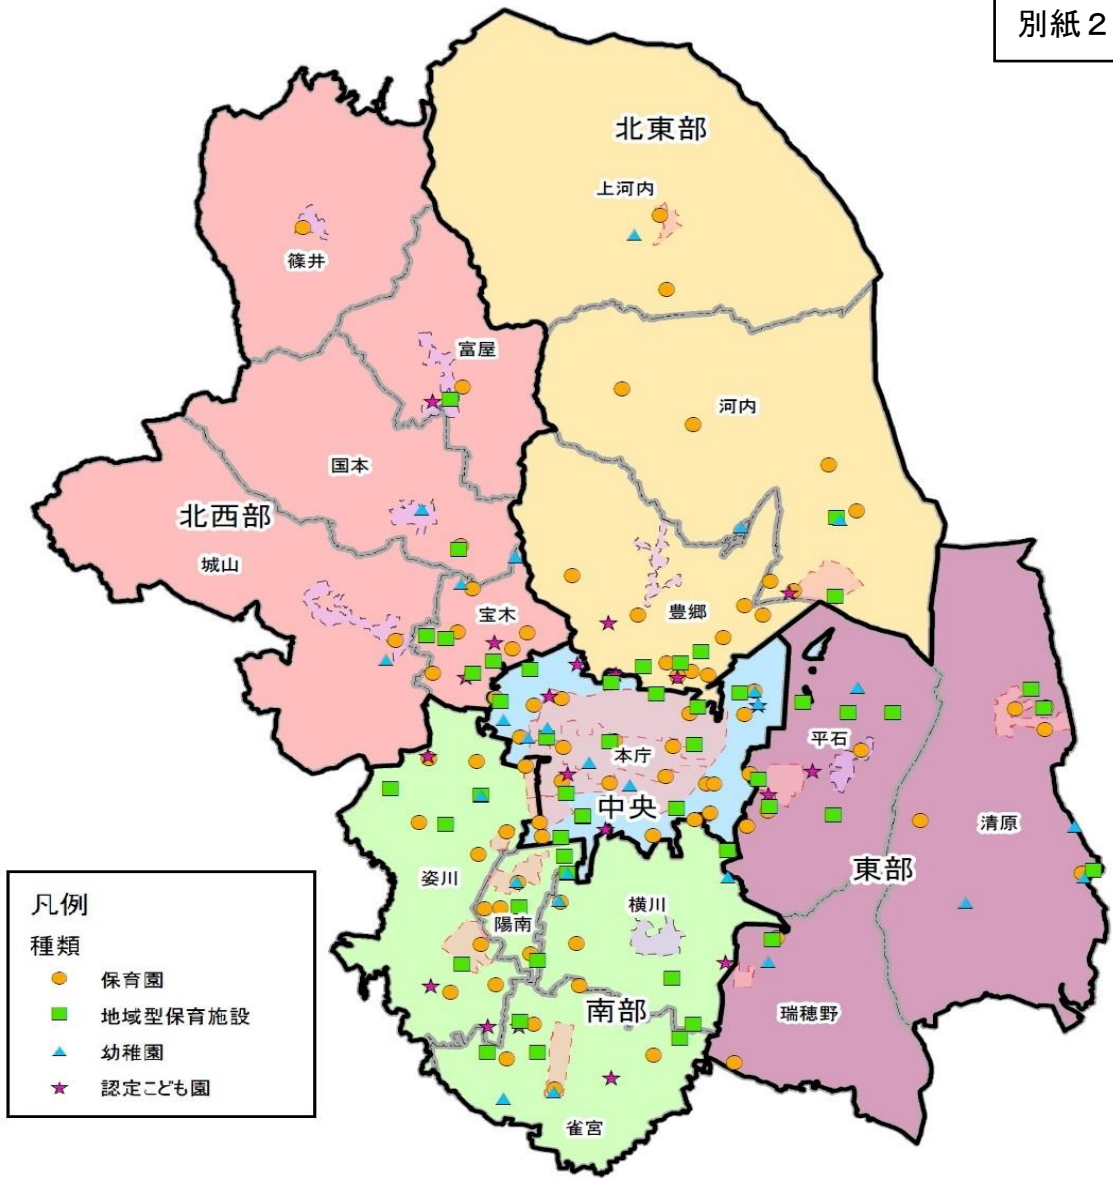 別紙２
北東部
上河内
篠井
富屋
河内
国本
北西部
城山
宝木
豊郷
本庁
平石
中央
清原
東部
姿川
横川
陽南
南部
瑞穂野
雀宮
凡例
種類
保育園
地域型保育施設
幼稚園
認定こども園